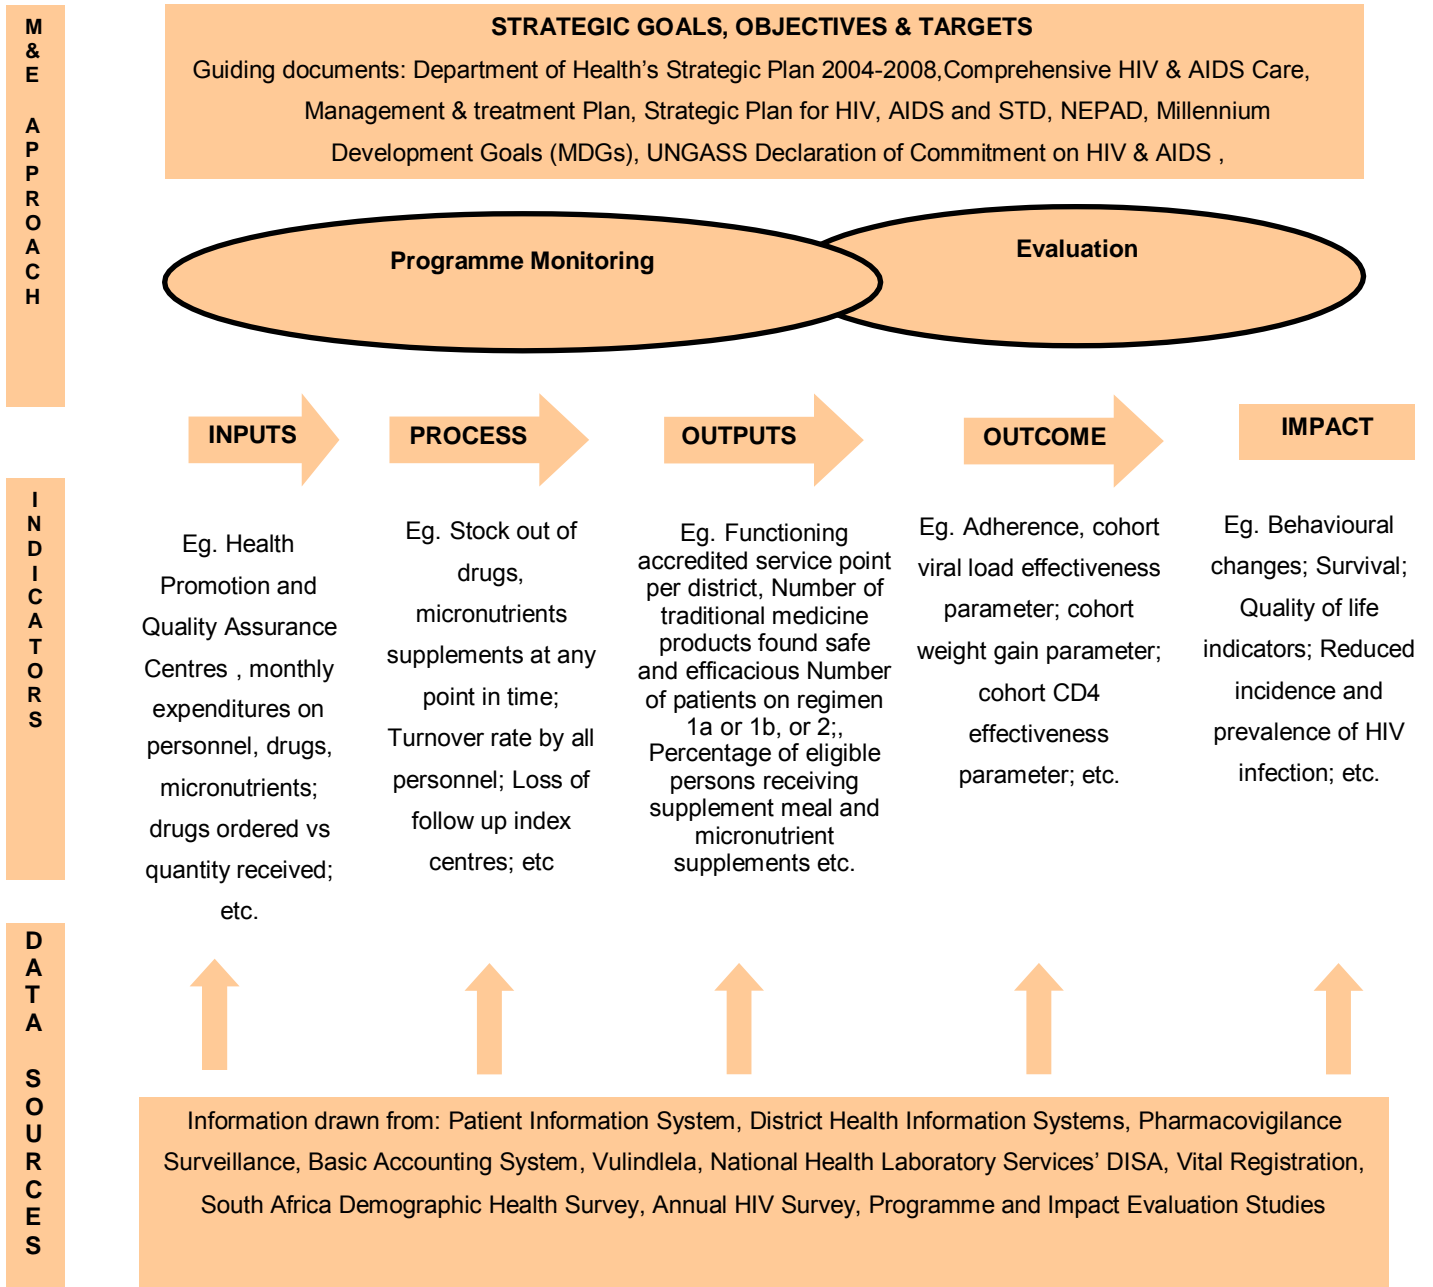 M
&
E
A
P
P
R
O
A
C
H
STRATEGIC GOALS, OBJECTIVES & TARGETS
Guiding documents: Department of Health’s Strategic Plan 2004-2008,Comprehensive HIV & AIDS Care,
Management & treatment Plan, Strategic Plan for HIV, AIDS and STD, NEPAD, Millennium
Development Goals (MDGs), UNGASS Declaration of Commitment on HIV & AIDS ,
Programme Monitoring
Evaluation
I
N
D
I
C
A
T
O
R
S
INPUTS
Eg. Health
Promotion and
Quality Assurance
Centres , monthly
expenditures on
personnel, drugs,
micronutrients;
drugs ordered vs
quantity received;
etc.
PROCESS
Eg. Stock out of
drugs,
micronutrients
supplements at any
point in time;
Turnover rate by all
personnel; Loss of
follow up index
centres; etc
OUTPUTS
Eg. Functioning
accredited service point
per district, Number of
traditional medicine
products found safe
and efficacious Number
of patients on regimen
1a or 1b, or 2;,
Percentage of eligible
persons receiving
supplement meal and
micronutrient
supplements etc.
OUTCOME
Eg. Adherence, cohort
viral load effectiveness
parameter; cohort
weight gain parameter;
cohort CD4
effectiveness
parameter; etc.
IMPACT
Eg. Behavioural
changes; Survival;
Quality of life
indicators; Reduced
incidence and
prevalence of HIV
infection; etc.
D
A
T
A
S
O
U
R
C
E
S
Information drawn from: Patient Information System, District Health Information Systems, Pharmacovigilance
Surveillance, Basic Accounting System, Vulindlela, National Health Laboratory Services’ DISA, Vital Registration,
South Africa Demographic Health Survey, Annual HIV Survey, Programme and Impact Evaluation Studies